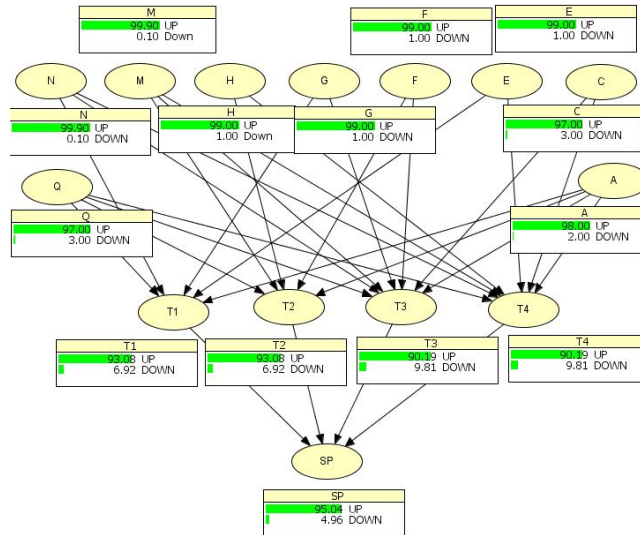 M
99.90 UP
0.10 Down
F
99.00 UP
1.00 DOWN
E
99.00 UP
1.00 DOWN
N
M
H
G
F
E
C
N
99.90 UP
0.10 DOWN
H
99.00 UP
1.00 Down
G
99.00 UP
1.00 DOWN
C
97.00 UP
3.00 DOWN
Q
A
Q
97.00 UP
3.00 DOWN
A
98.00 UP
2.00 DOWN
T1
T2
T3
T4
T1
93.08 UP
6.92 DOWN
T2
93.08 UP
6.92 DOWN
T3
90.19 UP
9.81 DOWN
T4
90.19 UP
9.81 DOWN
SP
SP
95.04 UP
4.96 DOWN